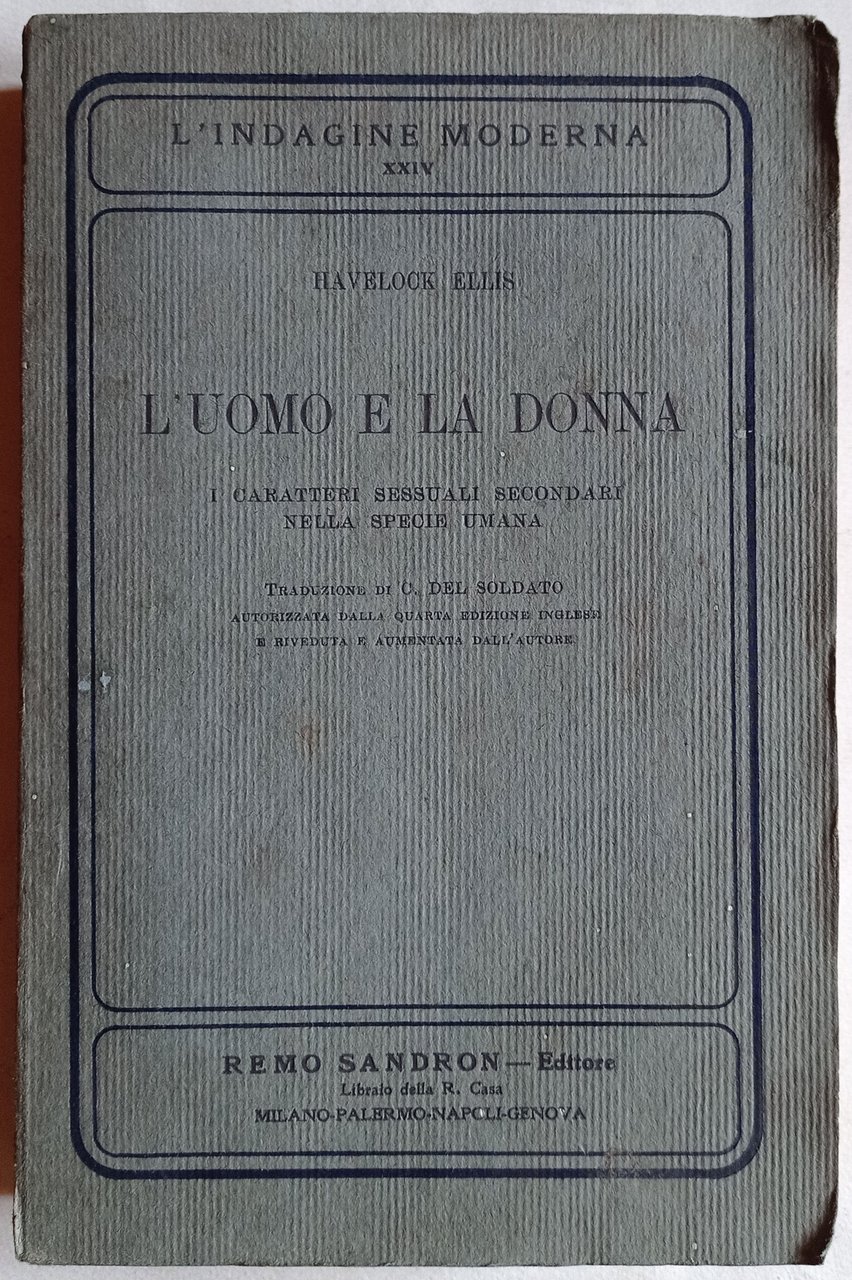 L'INDAGINE MODERNA
XXIV
HAVELOCK ELLIS
L'UOMO E LA DONNA
I CARATTERI SESSUALI SECONDARI
NELLA SPECIE UMANA
TRADUZIONE DI C. DEL SOLDATO
AUTORIZZATA DALLA QUARTA EDIZIONE INGLESE
E RIVEDUTA E AUMENTATA DALL'AUTORE
REMO SANDRON — Editore
Libraio della R. Casa
MILANO-PALERMO-NAPOLI-GENOVA